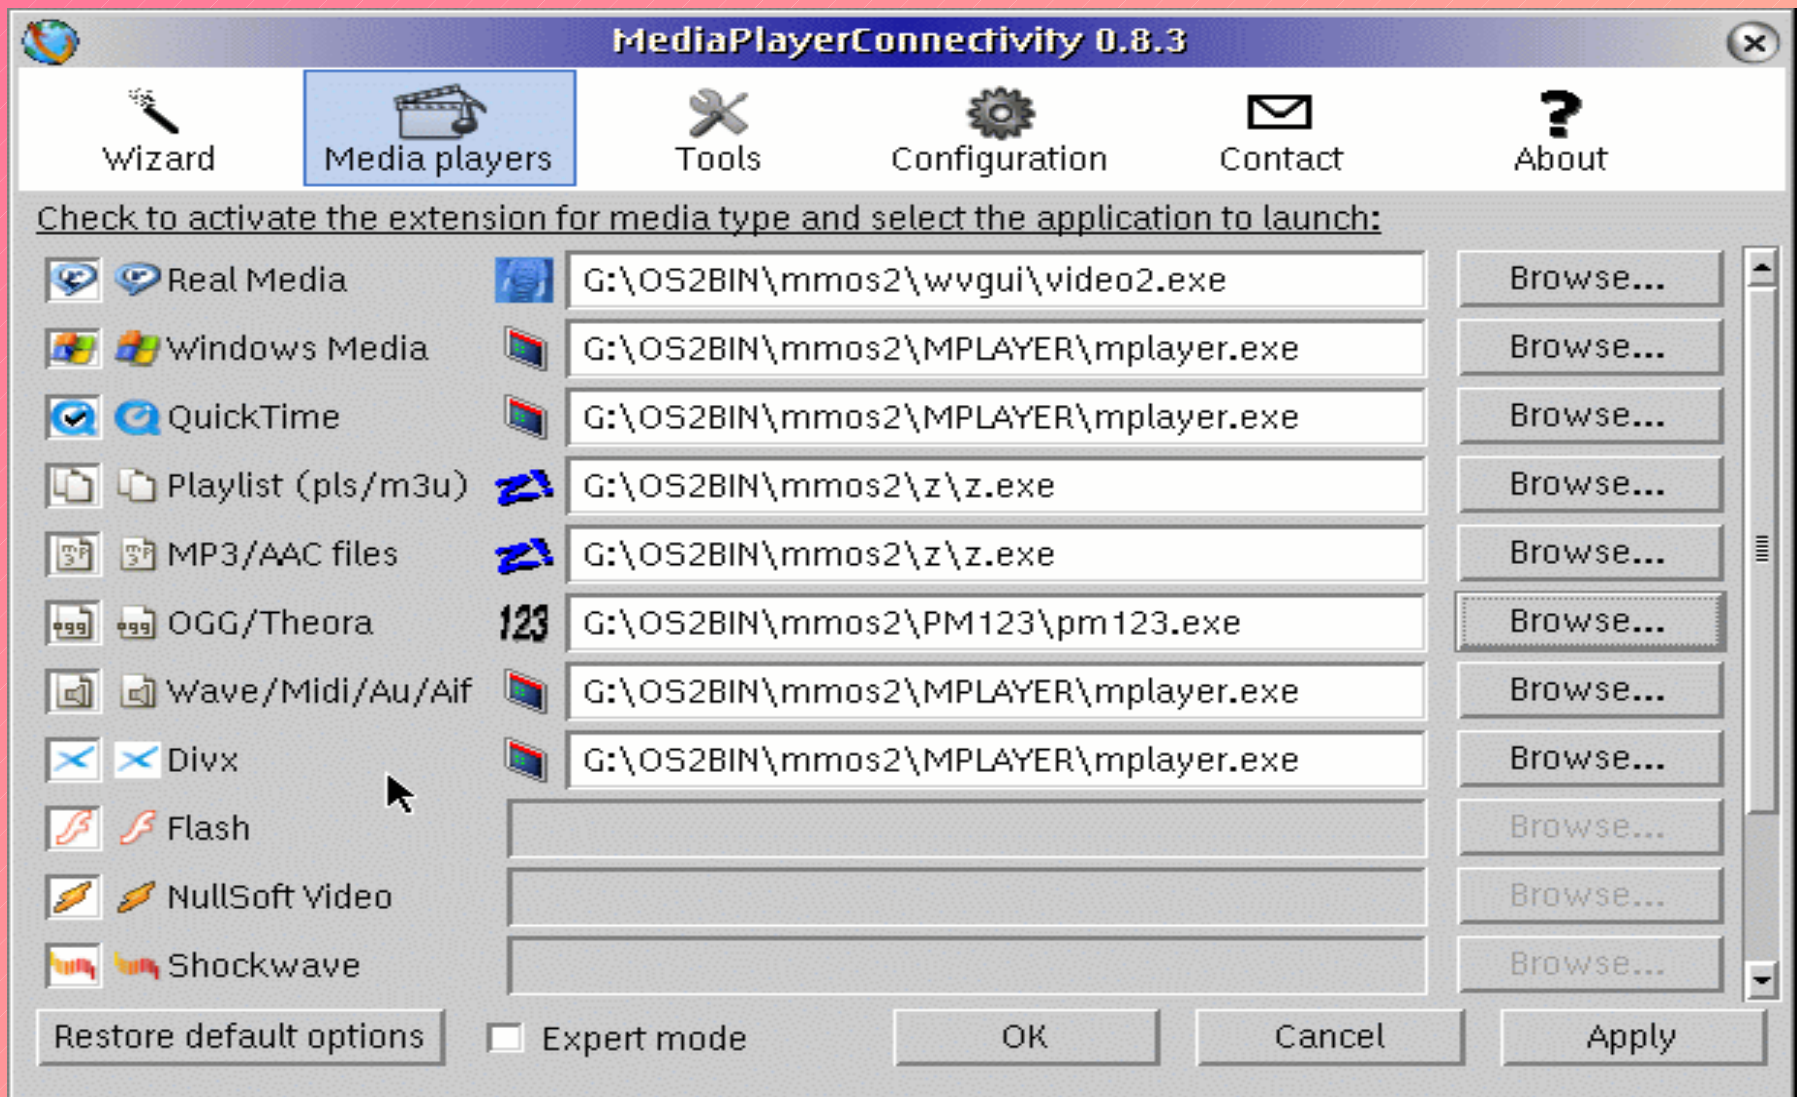 MediaPlayerConnectivity 0.8.3
Wizard
Media players
Tools
Configuration
Contact
About
Check to activate the extension for media type and select the application to launch:
Real Media G:\OS2BIN\mmos2\wvgui\video2.exe Browse...
Windows Media G:\OS2BIN\mmos2\MPLAYER\mplayer.exe Browse...
QuickTime G:\OS2BIN\mmos2\MPLAYER\mplayer.exe Browse...
Playlist (pls/m3u) G:\OS2BIN\mmos2\z\z.exe Browse...
MP3/AAC files G:\OS2BIN\mmos2\z\z.exe Browse...
OGG/Theora 123 G:\OS2BIN\mmos2\PM123\pm123.exe Browse...
Wave/Midi/Au/Aif G:\OS2BIN\mmos2\MPLAYER\mplayer.exe Browse...
Divx G:\OS2BIN\mmos2\MPLAYER\mplayer.exe Browse...
Flash Browse...
NullSoft Video Browse...
Shockwave Browse...
Restore default options Expert mode OK Cancel Apply